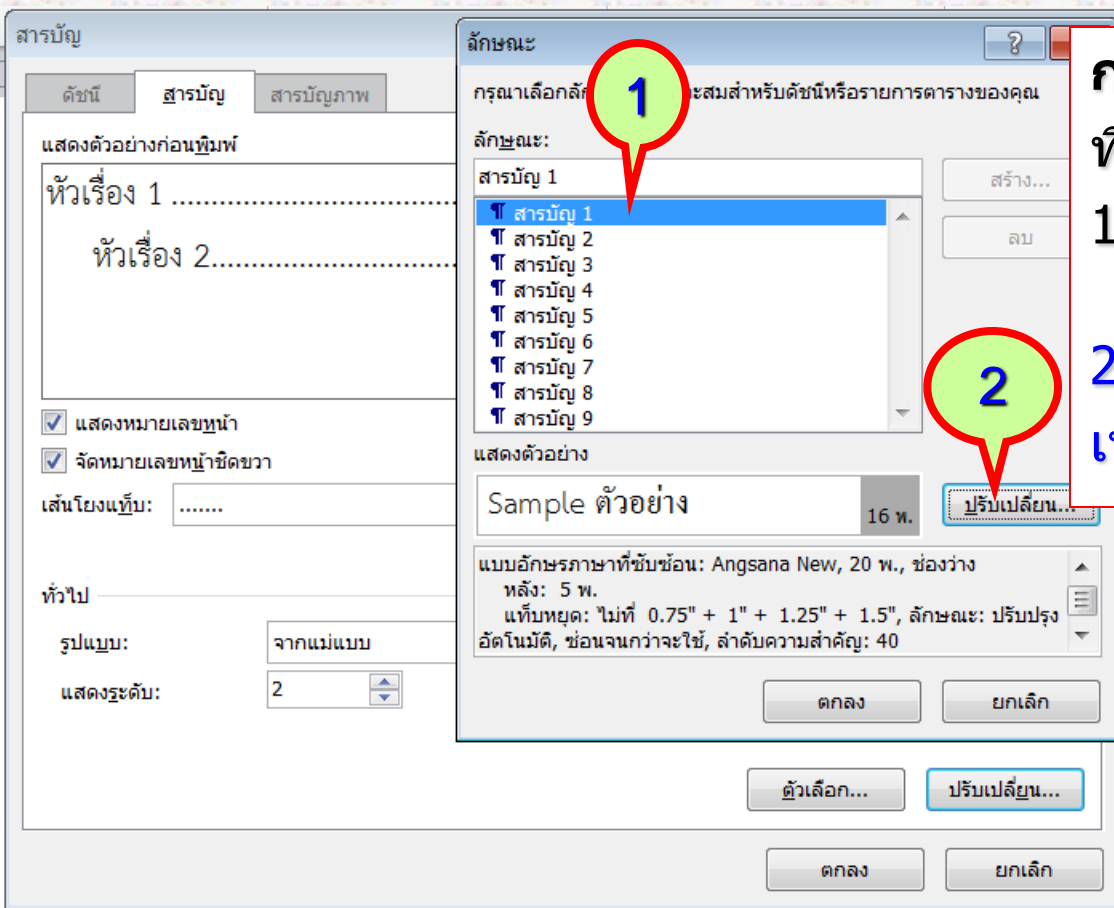 สารบัญ
ดัชนี
สารบัญ
สารบัญภาพ
แสดงตัวอย่างก่อนพิมพ์
หัวเรื่อง 1 ................................
หัวเรื่อง 2...........................
แสดงหมายเลขหน้า
จัดหมายเลขหน้าชิดขวา
เส้นโยงแท็บ: .......
ทั่วไป
รูปแบบ: จากแม่แบบ
แสดงระดับ: 2
ตัวเลือก...
ปรับเปลี่ยน...
ตกลง
ยกเลิก
ลักษณะ
?
กรุณาเลือกลัก ะสมสำหรับดัชนีหรือรายการตารางของคุณ
1
ลักษณะ:
สารบัญ 1
สร้าง...
¶ สารบัญ 1
¶ สารบัญ 2
¶ สารบัญ 3
¶ สารบัญ 4
¶ สารบัญ 5
¶ สารบัญ 6
¶ สารบัญ 7
¶ สารบัญ 8
¶ สารบัญ 9
ลบ
2
แสดงตัวอย่าง
Sample ตัวอย่าง
16 พ.
ปรับเปลี่ยน...
แบบอักษรภาษาที่ซับซ้อน: Angsana New, 20 พ., ช่องว่าง
หลัง: 5 พ.
แท็บหยุด: ไม่ที่ 0.75" + 1" + 1.25" + 1.5", ลักษณะ: ปรับปรุง
อัตโนมัติ, ซ่อนจนกว่าจะใช้, ลำดับความสำคัญ: 40
ตกลง
ยกเลิก
1
2